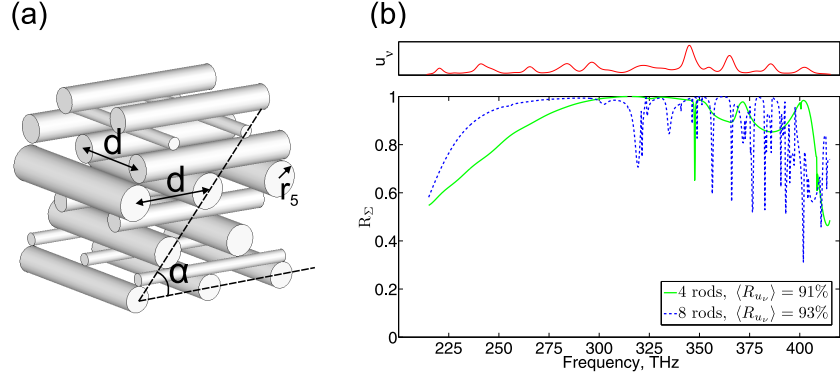 (a)
d
d
r5
α
(b)
uν
RΣ
1
0.8
0.6
0.4
0.2
0
4 rods, ⟨Ruν⟩ = 91%
8 rods, ⟨Ruν⟩ = 93%
225 250 275 300 325 350 375 400
Frequency, THz